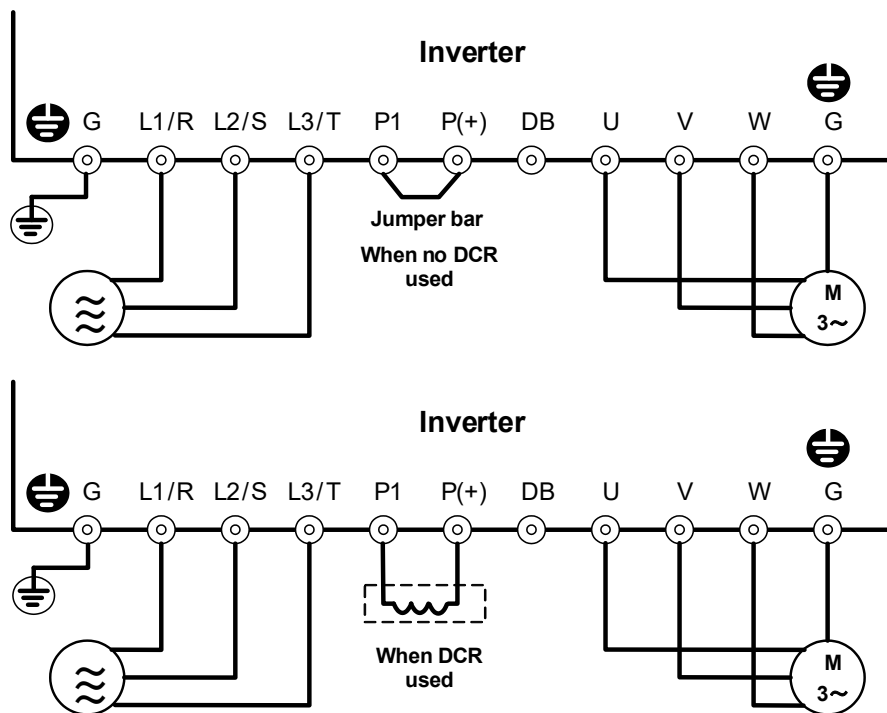 Inverter
G L1/R L2/S L3/T P1 P(+) DB U V W G
Jumper bar
When no DCR
used
M
3~
Inverter
G L1/R L2/S L3/T P1 P(+) DB U V W G
When DCR
used
M
3~